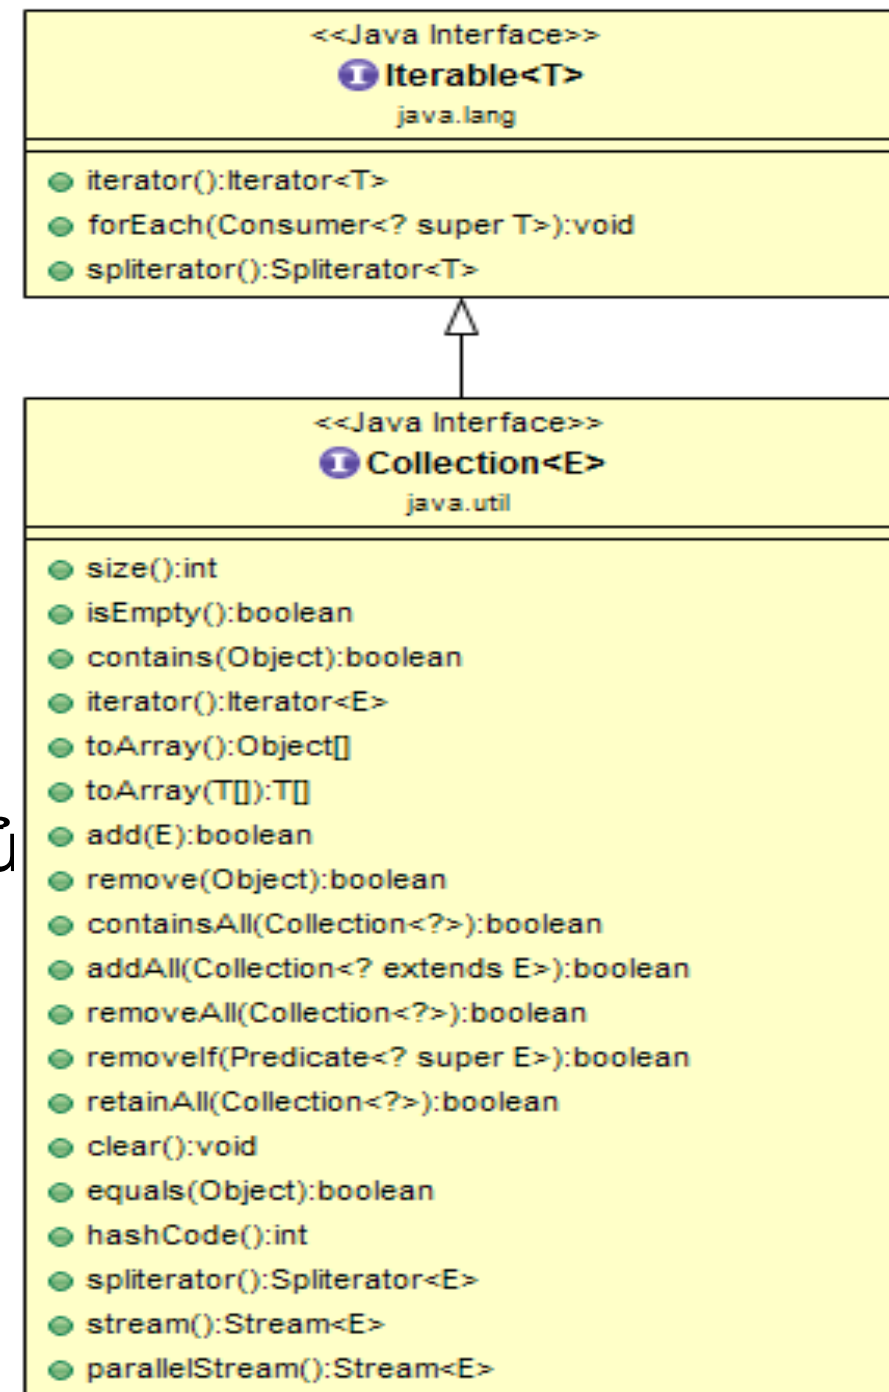 <<Java Interface>>
Iterable<T>
java.lang
iterator():Iterator<T>
forEach(Consumer<? super T>):void
spliterator():Spliterator<T>
<<Java Interface>>
Collection<E>
java.util
size():int
isEmpty():boolean
contains(Object):boolean
iterator():Iterator<E>
toArray():Object[]
toArray(T[]):T[]
add(E):boolean
remove(Object):boolean
containsAll(Collection<?>):boolean
addAll(Collection<? extends E>):boolean
removeAll(Collection<?>):boolean
removeIf(Predicate<? super E>):boolean
retainAll(Collection<?>):boolean
clear():void
equals(Object):boolean
hashCode():int
spliterator():Spliterator<E>
stream():Stream<E>
parallelStream():Stream<E>